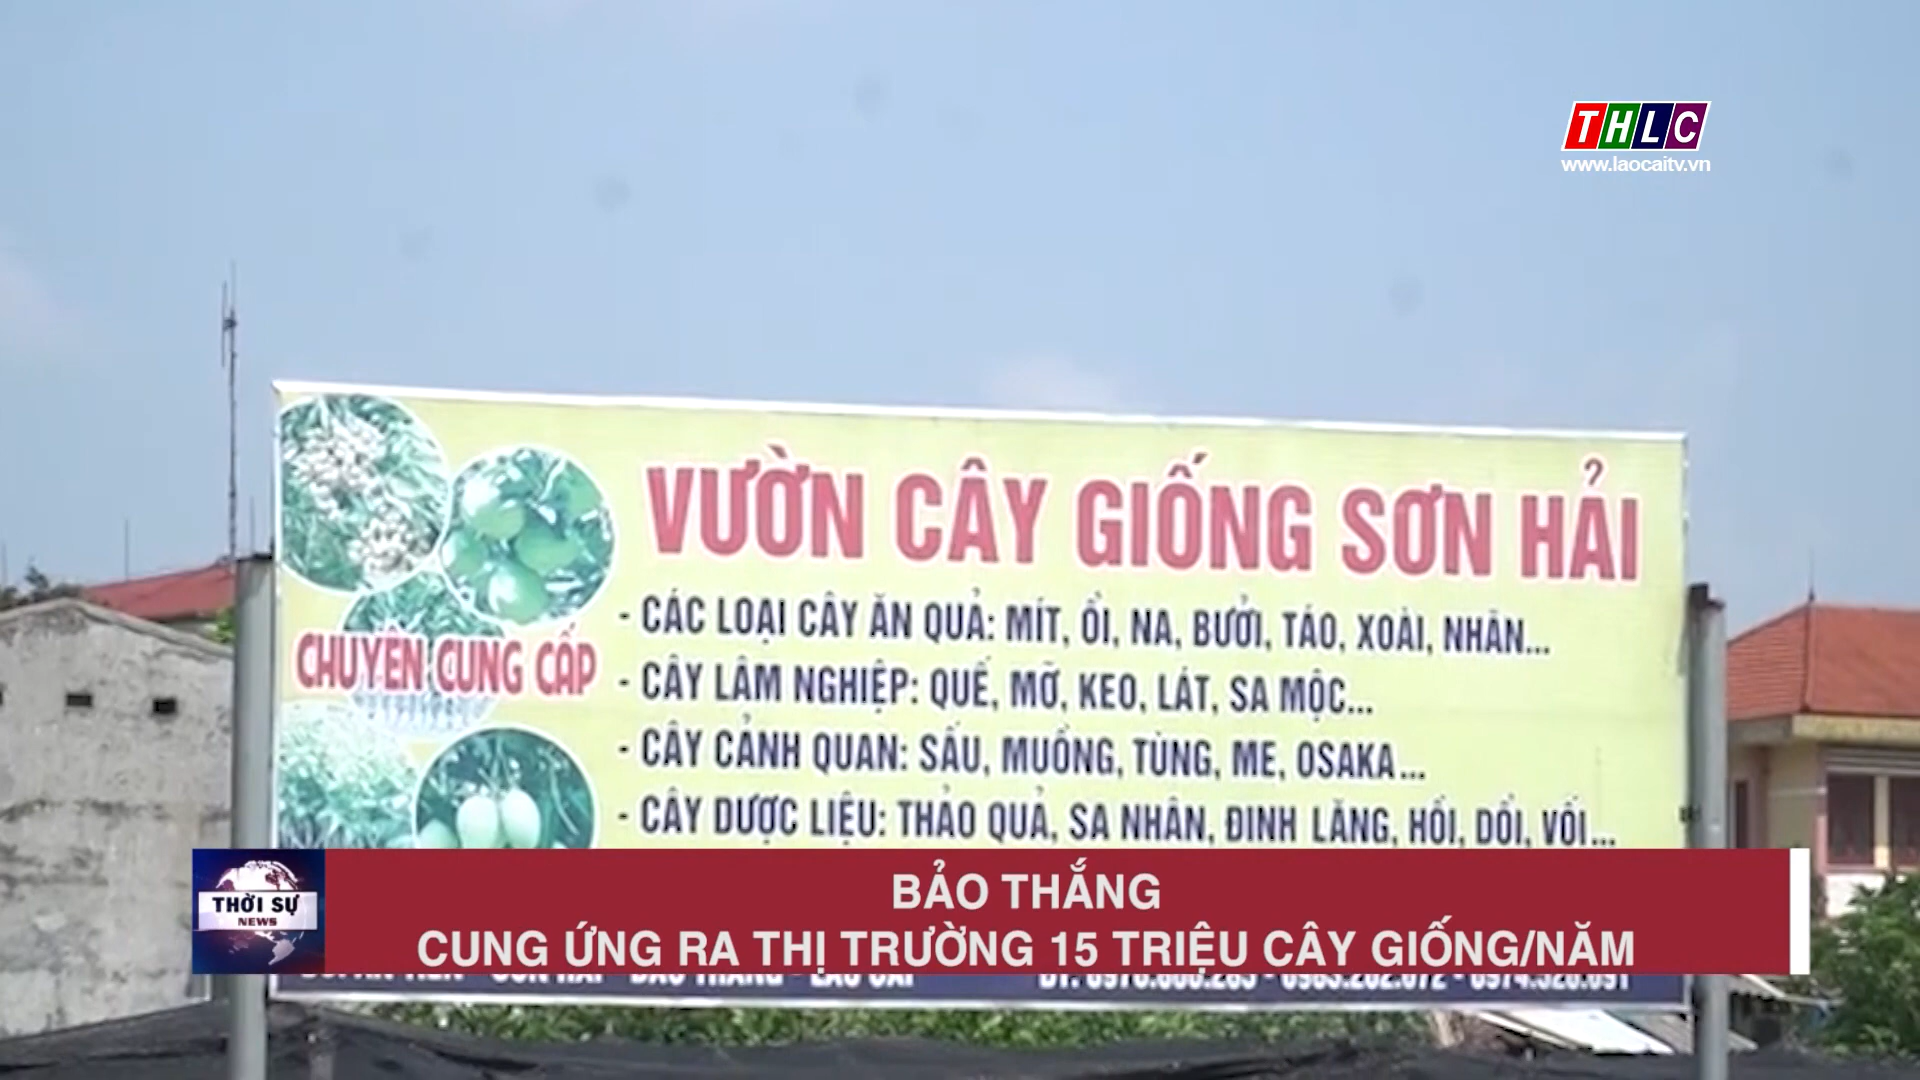 THLC
www.laocaitv.vn
VƯỜN CÂY GIỐNG SƠN HẢI
CHUYÊN CUNG CẤP
- CÁC LOẠI CÂY ĂN QUẢ: MÍT, ỔI, NA, BƯỞI, TÁO, XOÀI, NHÃN...
- CÂY LÂM NGHIỆP: QUẾ, MỠ, KEO, LÁT, SA MỘC...
- CÂY CẢNH QUAN: SẤU, MUỒNG, TÙNG, ME, OSAKA...
- CÂY DƯỢC LIỆU: THẢO QUẢ, SA NHÂN, ĐINH LĂNG, HỒI, DỔI, VỐI...
THỜI SỰ
NEWS
BẢO THẮNG
CUNG ỨNG RA THỊ TRƯỜNG 15 TRIỆU CÂY GIỐNG/NĂM